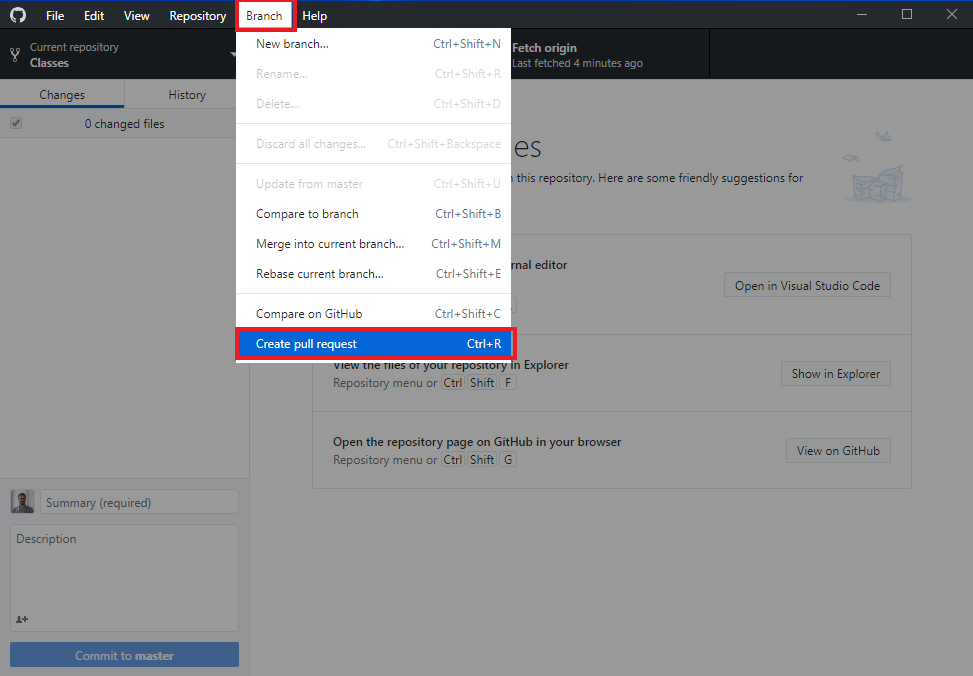 File Edit View Repository Branch Help
Current repository
Classes
Fetch origin
Last fetched 4 minutes ago
Changes History
0 changed files
New branch... Ctrl+Shift+N
Rename... Ctrl+Shift+R
Delete... Ctrl+Shift+D
Discard all changes... Ctrl+Shift+Backspace
Update from master Ctrl+Shift+U
Compare to branch Ctrl+Shift+B
Merge into current branch... Ctrl+Shift+M
Rebase current branch... Ctrl+Shift+E
Compare on GitHub Ctrl+Shift+C
Create pull request Ctrl+R
es
this repository. Here are some friendly suggestions for
rnal editor
Open in Visual Studio Code
View the files of your repository in Explorer
Repository menu or Ctrl Shift F
Show in Explorer
Open the repository page on GitHub in your browser
Repository menu or Ctrl Shift G
View on GitHub
Summary (required)
Description
Commit to master